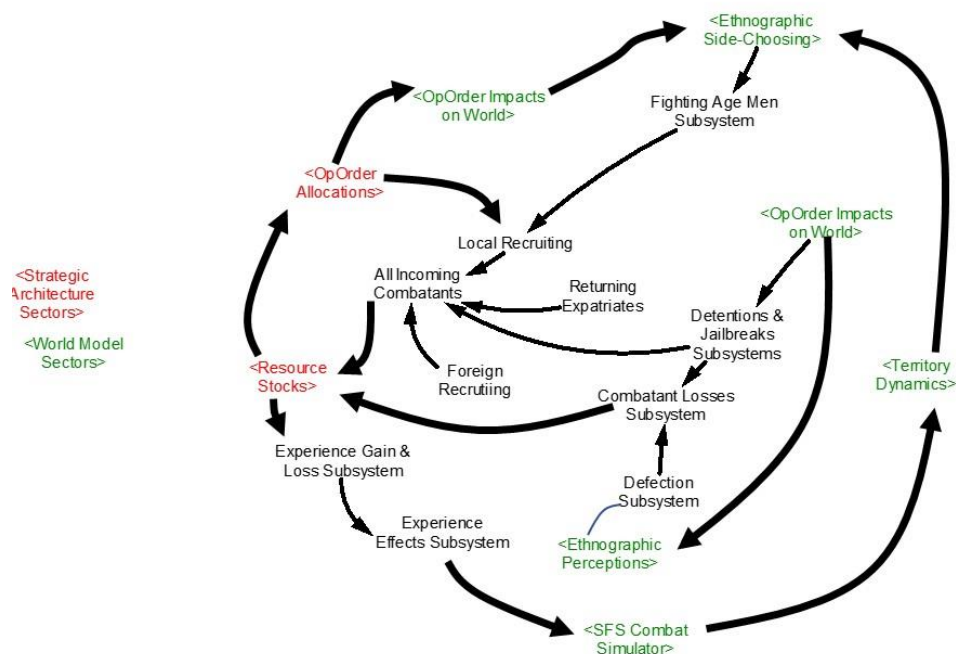 <Ethnographic
Side-Choosing>
<OpOrder Impacts
on World>
Fighting Age Men
Subsystem
<OpOrder
Allocations>
<OpOrder Impacts
on World>
Local Recruiting
All Incoming
Combatants
Returning
Expatriates
<Strategic
Architecture
Sectors>
<World Model
Sectors>
Detentions &
Jailbreaks
Subsystems
<Resource
Stocks>
Foreign
Recrutiing
<Territory
Dynamics>
Combatant Losses
Subsystem
Experience Gain &
Loss Subsystem
Defection
Subsystem
Experience
Effects Subsystem
<Ethnographic
Perceptions>
<SFS Combat
Simulator>